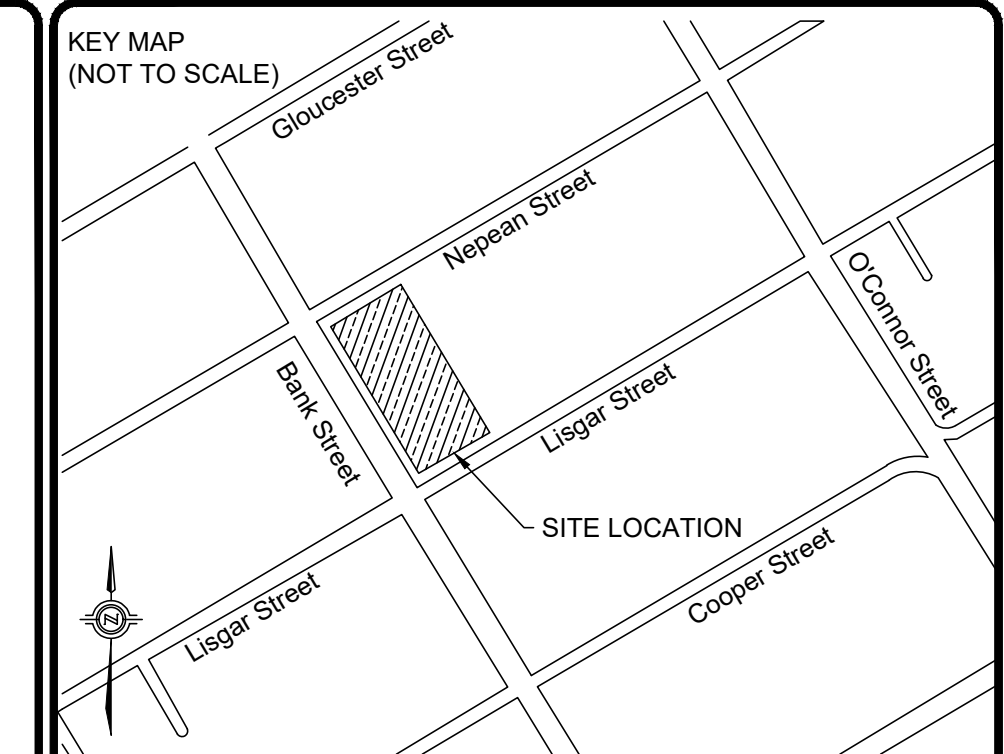 KEY MAP
(NOT TO SCALE)
Gloucester Street
Nepean Street
O'Connor Street
Bank Street
Lisgar Street
SITE LOCATION
Cooper Street
Lisgar Street
N